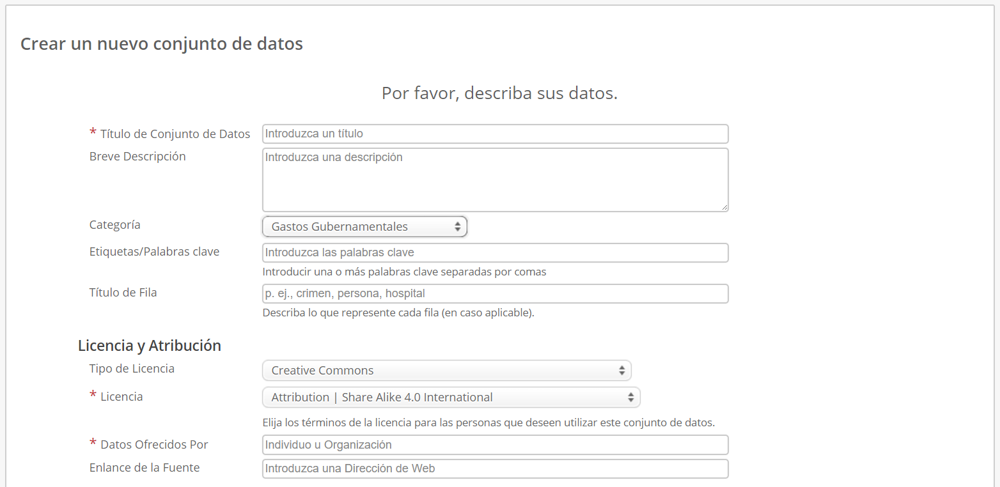 Crear un nuevo conjunto de datos
Por favor, describa sus datos.
* Título de Conjunto de Datos Introduzca un título
Breve Descripción Introduzca una descripción
Categoría Gastos Gubernamentales
Etiquetas/Palabras clave Introduzca las palabras clave
Introducir una o más palabras clave separadas por comas
Título de Fila p. ej., crimen, persona, hospital
Describa lo que represente cada fila (en caso aplicable).
Licencia y Atribución
Tipo de Licencia Creative Commons
* Licencia Attribution | Share Alike 4.0 International
Elija los términos de la licencia para las personas que deseen utilizar este conjunto de datos.
* Datos Ofrecidos Por Individuo u Organización
Enlace de la Fuente Introduzca una Dirección de Web